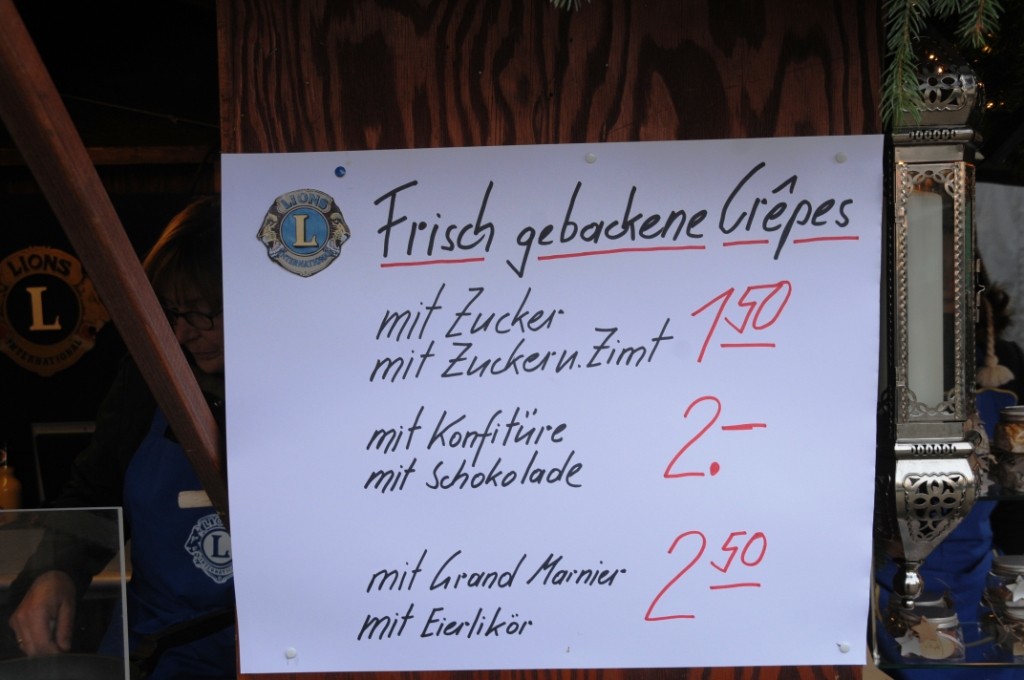 LIONS
L
INTERNATIONAL
Frisch gebackene Crêpes
mit Zucker
mit Zucker u. Zimt 1 50
mit Konfitüre
mit Schokolade 2.–
mit Grand Marnier
mit Eierlikör 2 50
LIONS
L
INTERNATIONAL
L